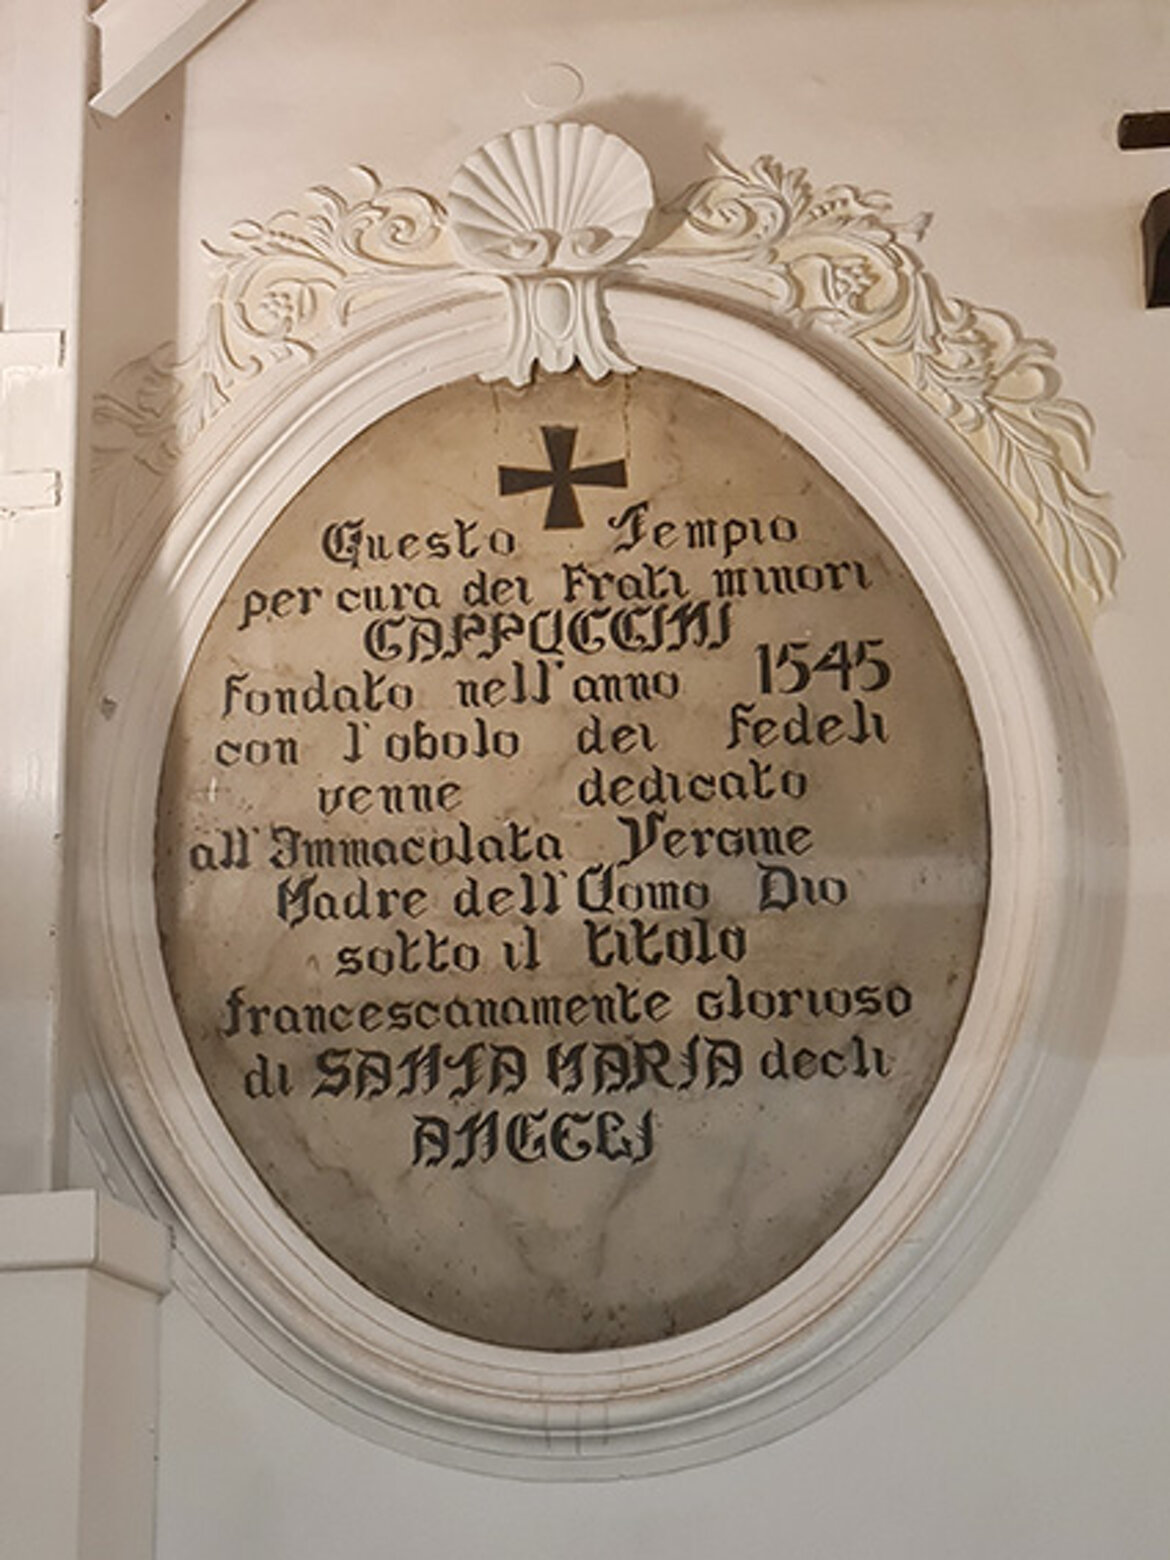 Questo Tempio
per cura dei Frati minori
CAPPUCCINI
fondato nell'anno 1545
con l'obolo dei Fedeli
venne dedicato
all'Immacolata Vergine
Madre dell'Uomo Dio
sotto il titolo
francescanamente glorioso
di SANTA MARIA degli
ANGELI